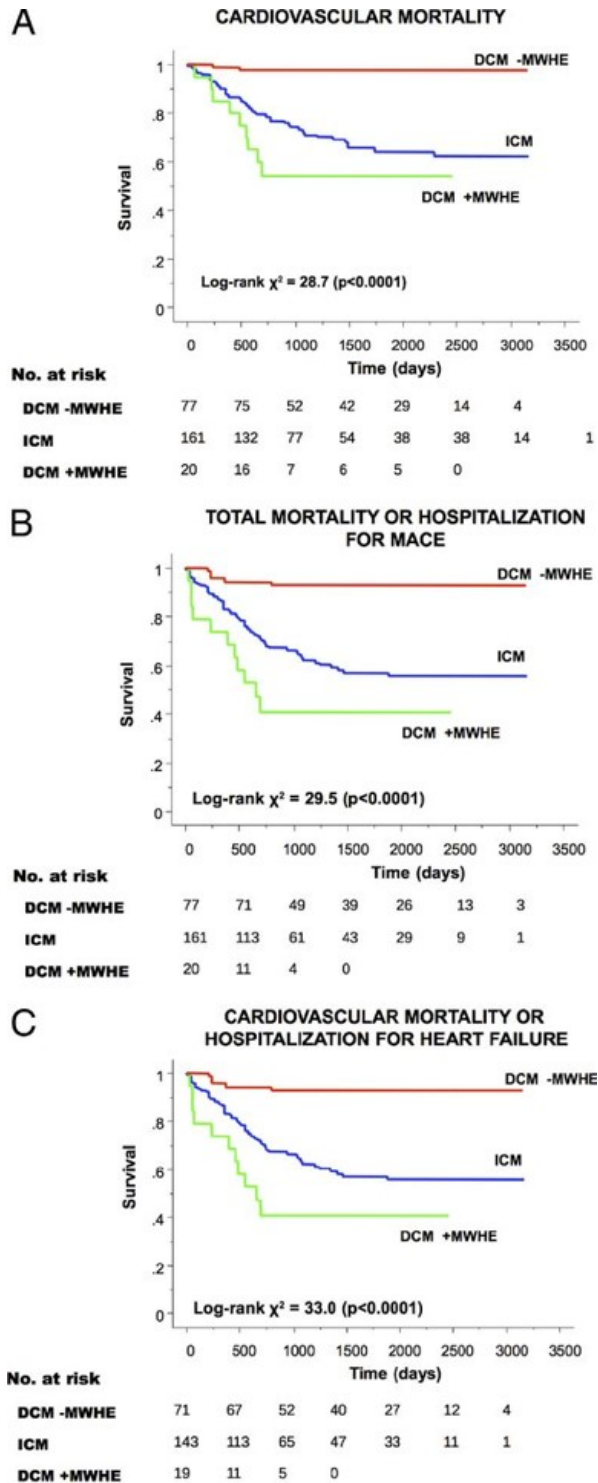 A
CARDIOVASCULAR MORTALITY
DCM -MWHE
ICM
DCM +MWHE
Survival
1
.8
.6
.4
.2
0
Log-rank χ² = 28.7 (p<0.0001)
0 500 1000 1500 2000 2500 3000 3500
Time (days)
No. at risk
DCM -MWHE 77 75 52 42 29 14 4
ICM 161 132 77 54 38 38 14 1
DCM +MWHE 20 16 7 6 5 0
B
TOTAL MORTALITY OR HOSPITALIZATION
FOR MACE
DCM -MWHE
ICM
DCM +MWHE
Survival
1
.8
.6
.4
.2
0
Log-rank χ² = 29.5 (p<0.0001)
0 500 1000 1500 2000 2500 3000 3500
Time (days)
No. at risk
DCM -MWHE 77 71 49 39 26 13 3
ICM 161 113 61 43 29 9 1
DCM +MWHE 20 11 4 0
C
CARDIOVASCULAR MORTALITY OR
HOSPITALIZATION FOR HEART FAILURE
DCM -MWHE
ICM
DCM +MWHE
Survival
1
.8
.6
.4
.2
0
Log-rank χ² = 33.0 (p<0.0001)
0 500 1000 1500 2000 2500 3000 3500
Time (days)
No. at risk
DCM -MWHE 71 67 52 40 27 12 4
ICM 143 113 65 47 33 11 1
DCM +MWHE 19 11 5 0